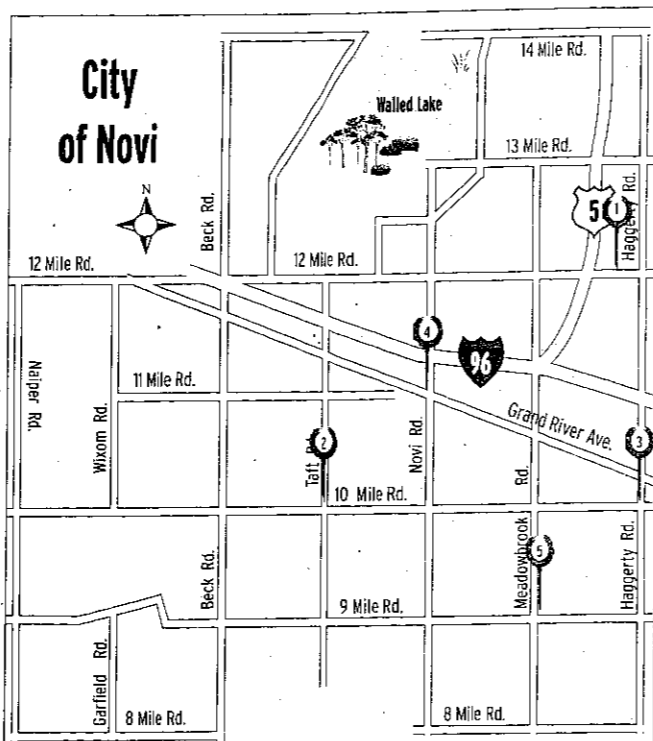 City
of Novi
N
14 Mile Rd.
Walled Lake
13 Mile Rd.
Beck Rd.
5
1
Haggerty Rd.
12 Mile Rd.
12 Mile Rd.
4
96
Naiper Rd.
11 Mile Rd.
Wixom Rd.
Grand River Ave.
2
Taft Rd.
Novi Rd.
3
10 Mile Rd.
Meadowbrook Rd.
5
Haggerty Rd.
Beck Rd.
9 Mile Rd.
Garfield Rd.
8 Mile Rd.
8 Mile Rd.